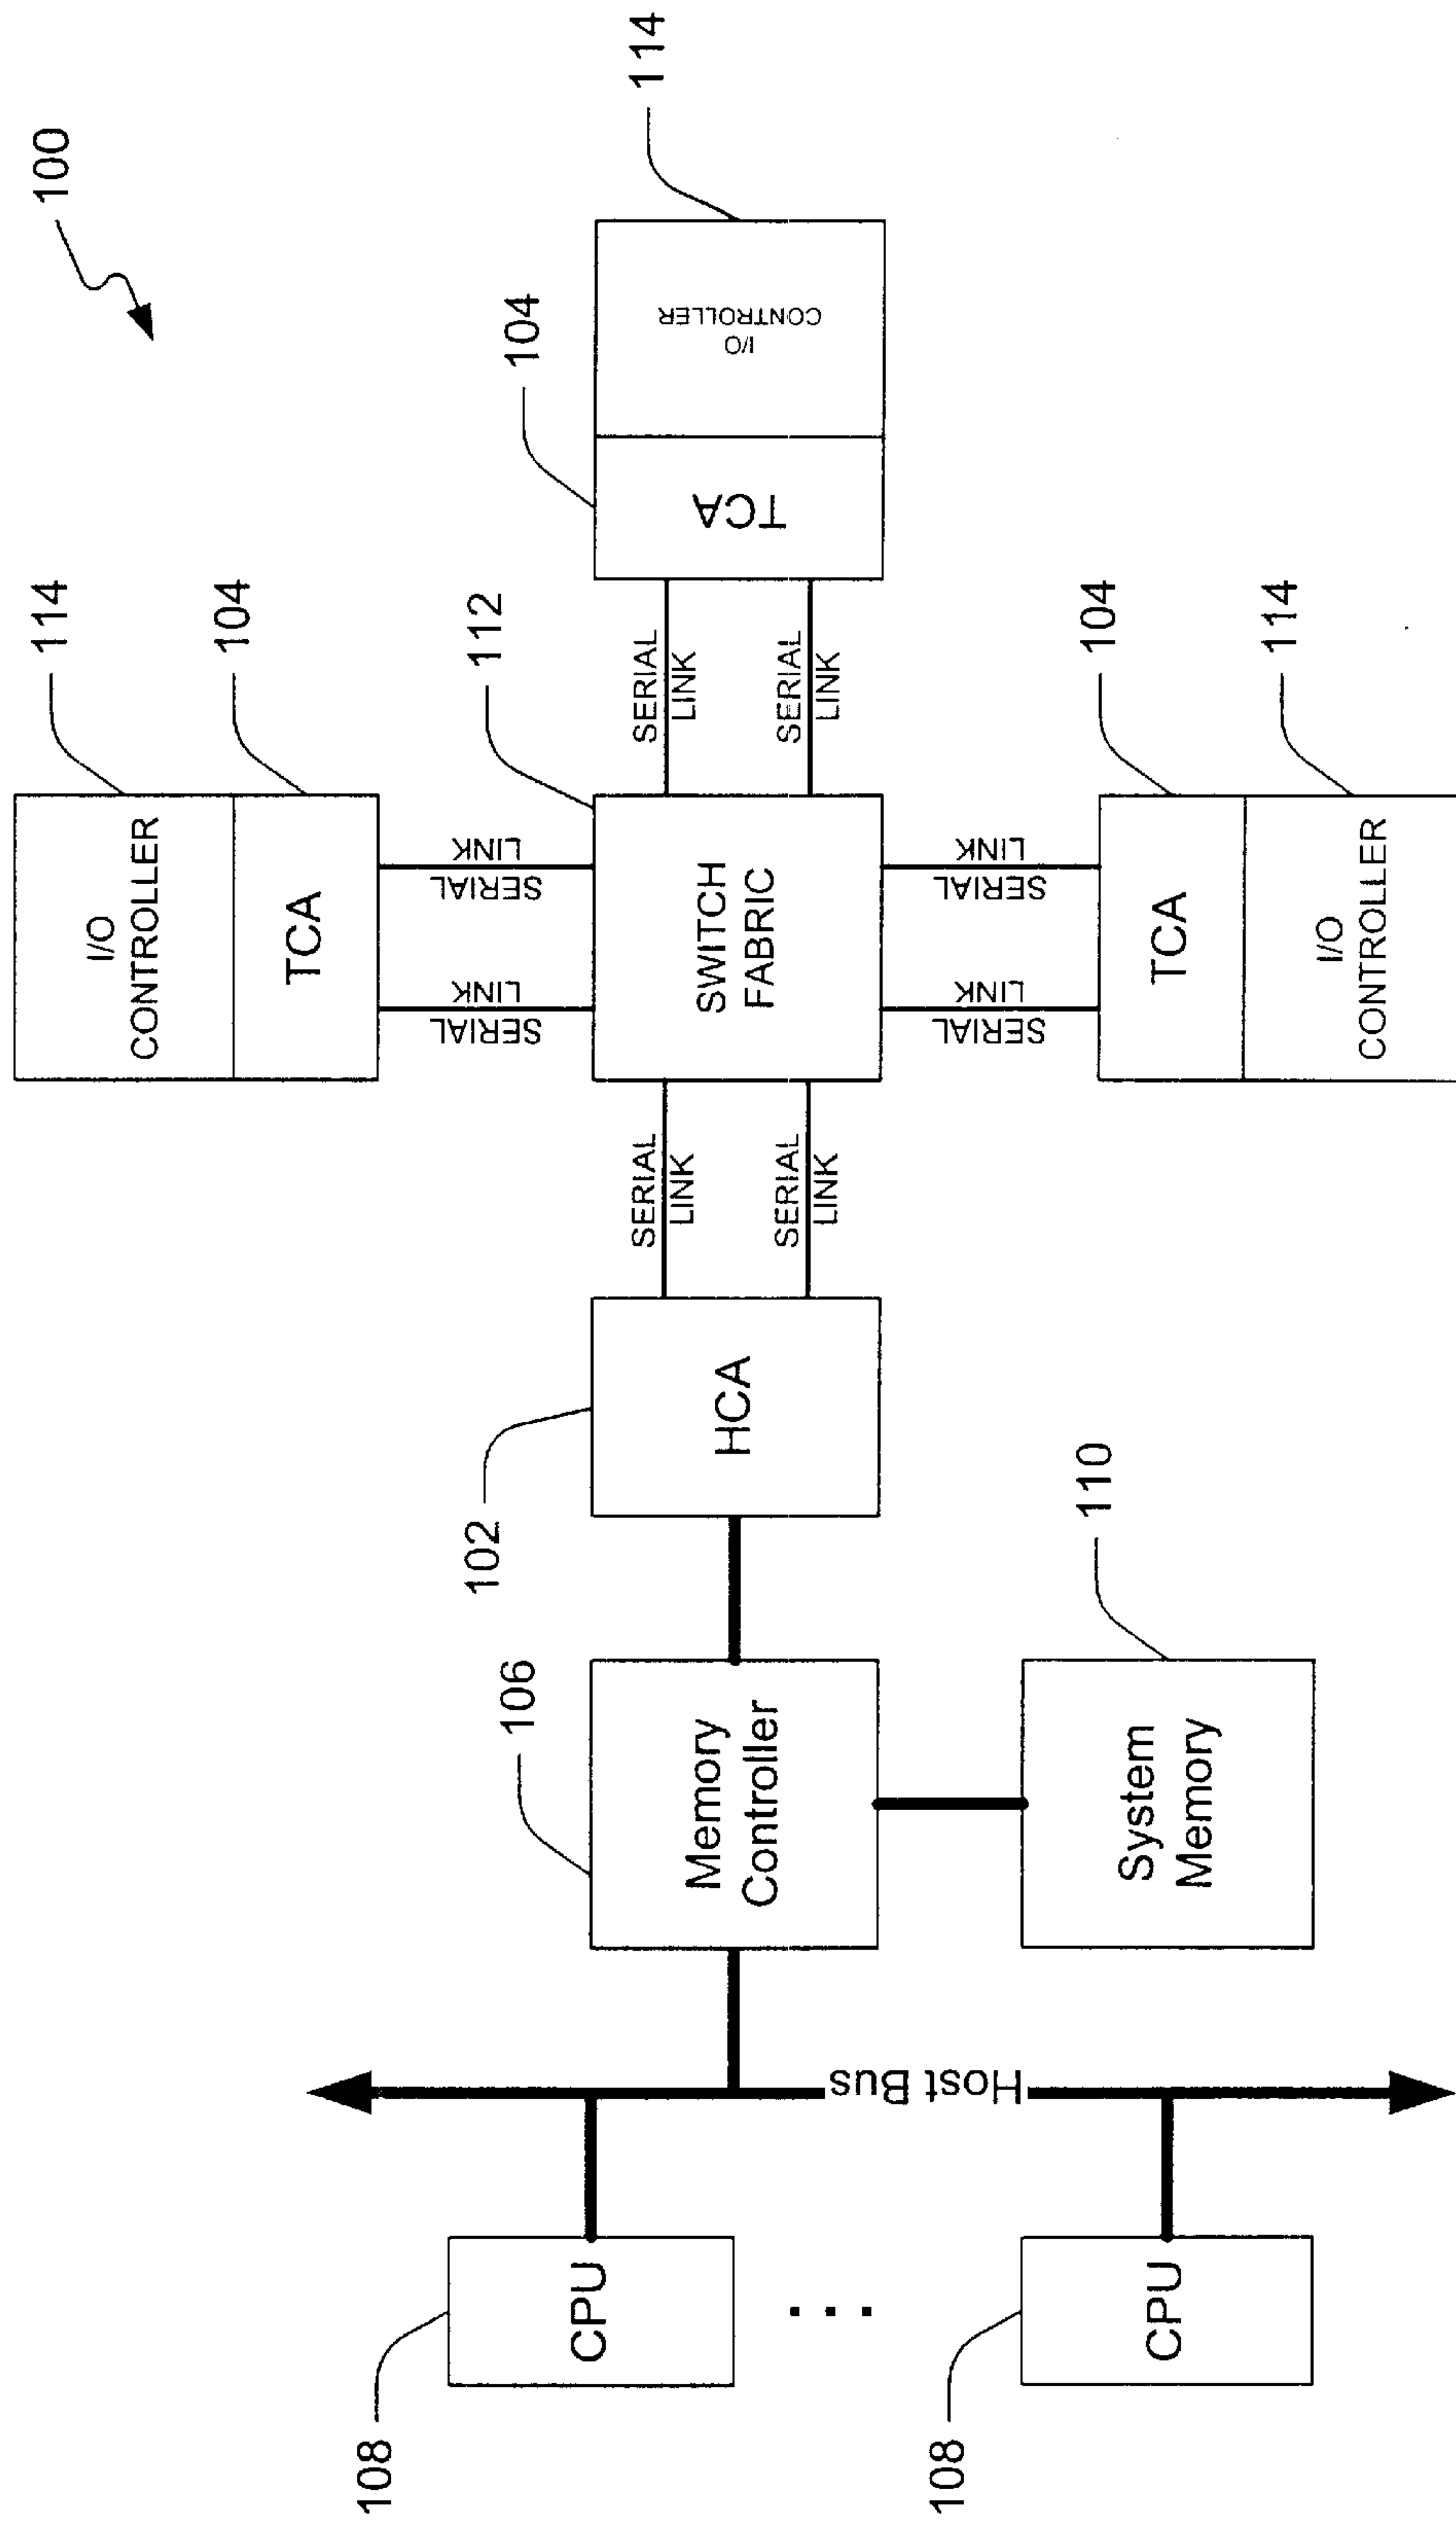 100
114
I/O
CONTROLLER
104
TCA
SERIAL
LINK
SERIAL
LINK
102
HCA
SERIAL
LINK
SERIAL
LINK
112
SWITCH
FABRIC
SERIAL
LINK
SERIAL
LINK
104
TCA
114
I/O
CONTROLLER
108
CPU
Host Bus
106
Memory
Controller
110
System
Memory
SERIAL
LINK
SERIAL
LINK
104
TCA
114
I/O
CONTROLLER
. . .
108
CPU